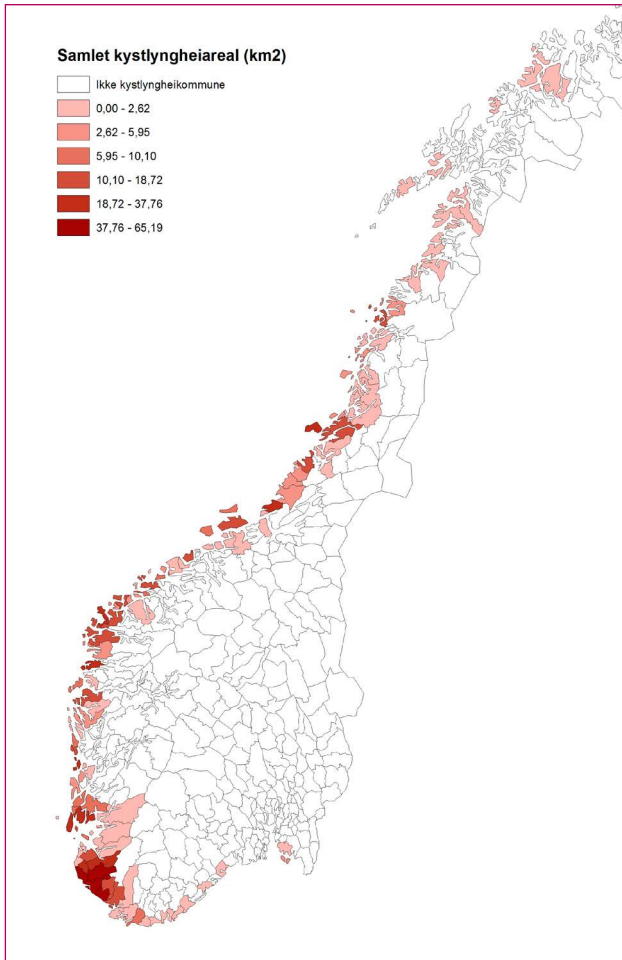 Samlet kystlyngheiareal (km2)
Ikke kystlyngheikommune
0,00 - 2,62
2,62 - 5,95
5,95 - 10,10
10,10 - 18,72
18,72 - 37,76
37,76 - 65,19